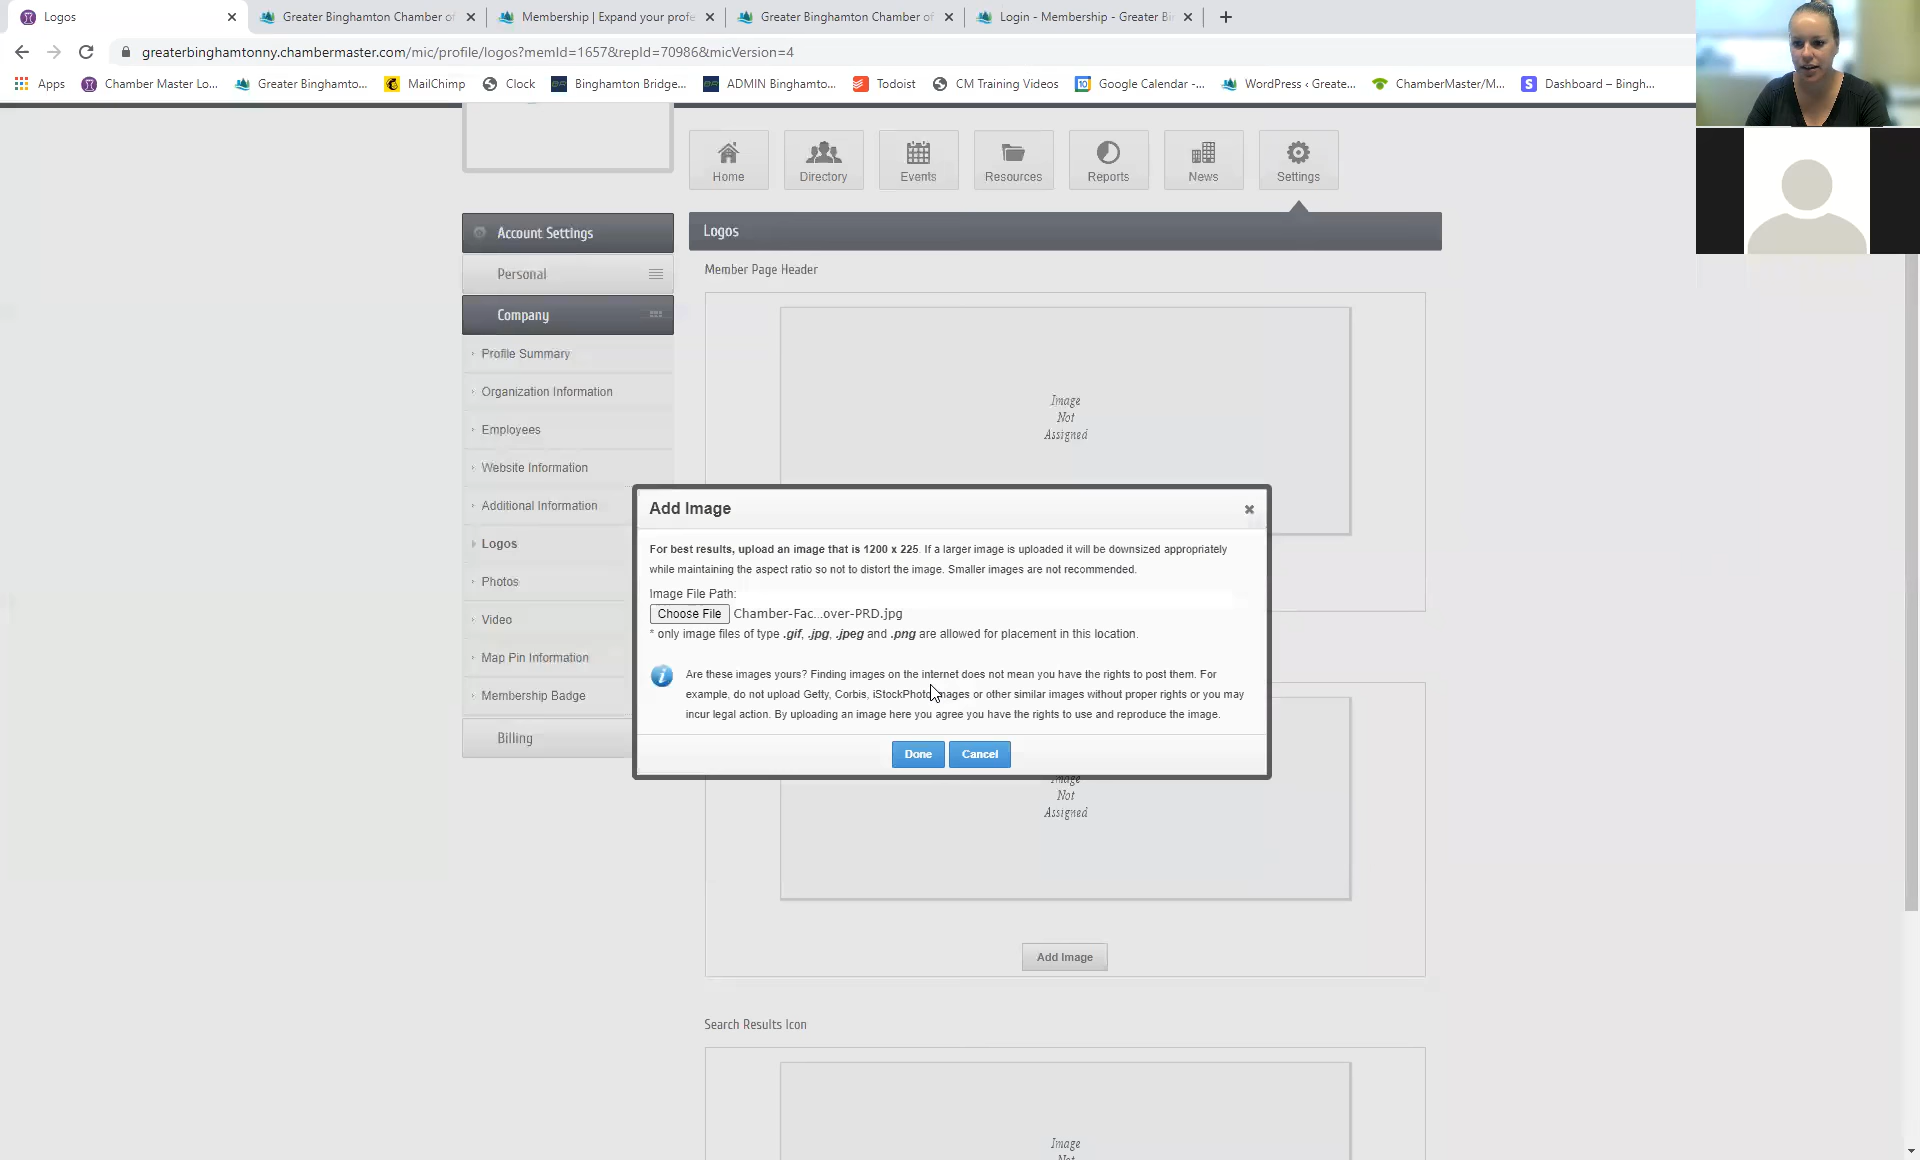 Logos
Greater Binghamton Chamber of
Membership | Expand your profe
Greater Binghamton Chamber of
Login - Membership - Greater Bi
greaterbinghamtonny.chambermaster.com/mic/profile/logos?memId=1657&repId=70986&micVersion=4
Apps
Chamber Master Lo...
Greater Binghamto...
MailChimp
Clock
Binghamton Bridge...
ADMIN Binghamto...
Todoist
CM Training Videos
Google Calendar -...
WordPress ‹ Greate...
ChamberMaster/M...
Dashboard – Bingh...
Home
Directory
Events
Resources
Reports
News
Settings
Account Settings
Personal
Company
Profile Summary
Organization Information
Employees
Website Information
Additional Information
Logos
Photos
Video
Map Pin Information
Membership Badge
Billing
Logos
Member Page Header
Image
Not
Assigned
Add Image
For best results, upload an image that is 1200 x 225. If a larger image is uploaded it will be downsized appropriately
while maintaining the aspect ratio so not to distort the image. Smaller images are not recommended.
Image File Path:
Choose File Chamber-Fac...over-PRD.jpg
* only image files of type .gif, .jpg, .jpeg and .png are allowed for placement in this location.
Are these images yours? Finding images on the internet does not mean you have the rights to post them. For
example, do not upload Getty, Corbis, iStockPhoto images or other similar images without proper rights or you may
incur legal action. By uploading an image here you agree you have the rights to use and reproduce the image.
Done
Cancel
Image
Not
Assigned
Add Image
Search Results Icon
Image
Not